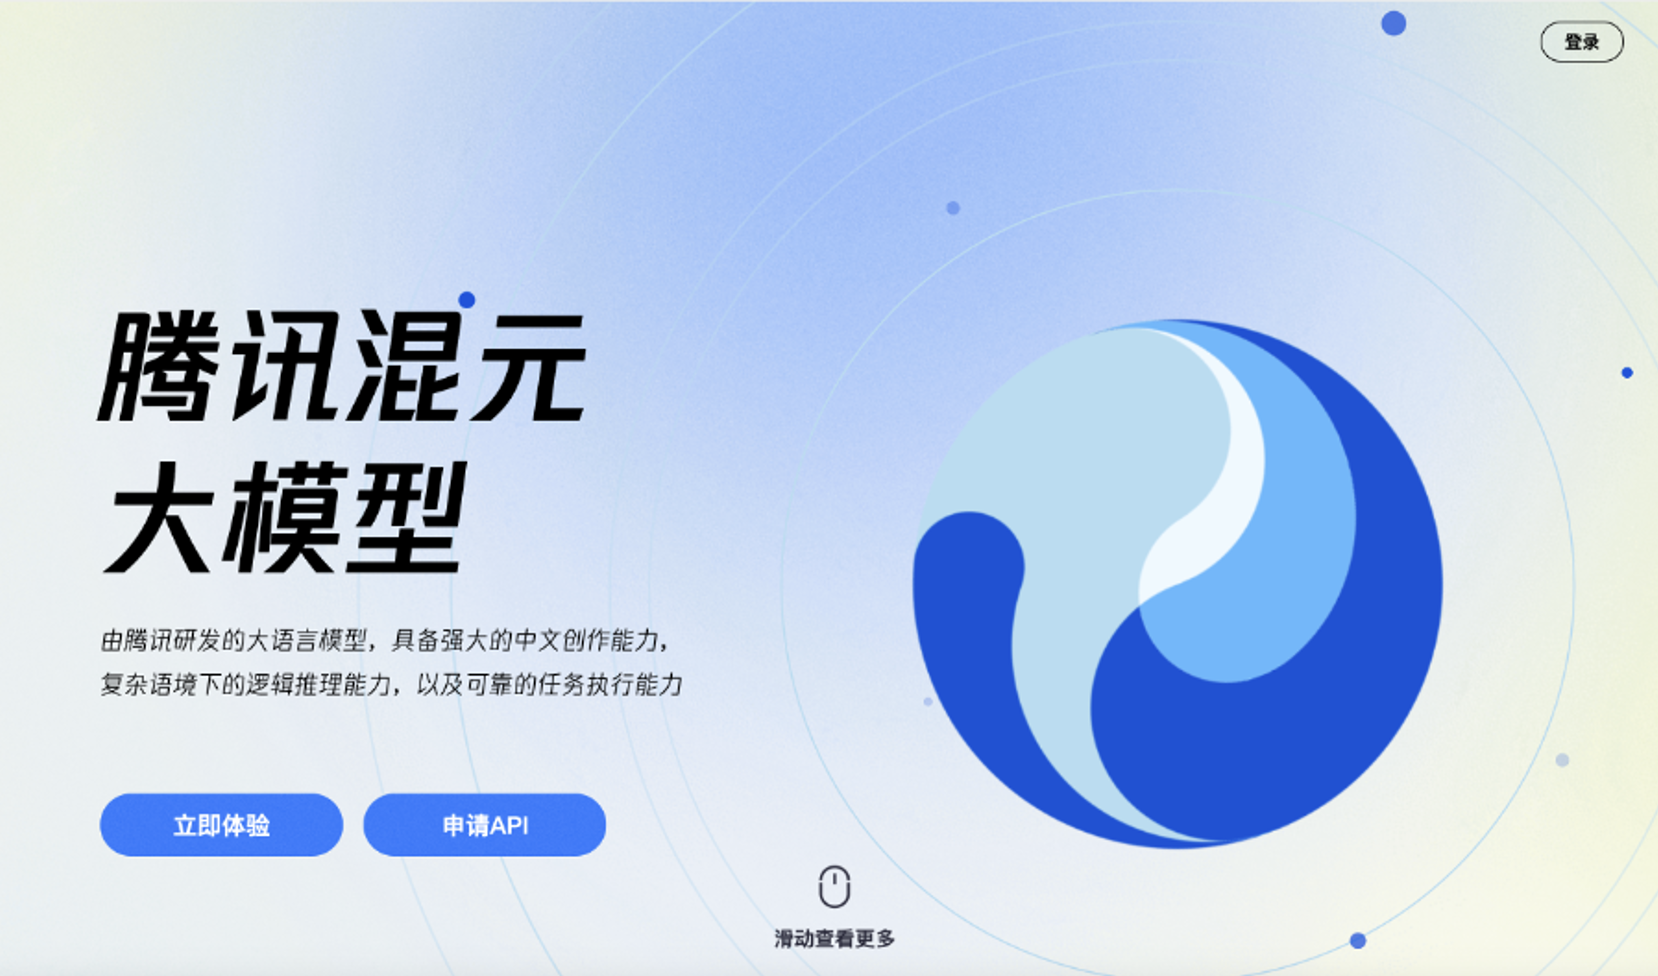 登录
腾讯混元
大模型
由腾讯研发的大语言模型，具备强大的中文创作能力，
复杂语境下的逻辑推理能力，以及可靠的任务执行能力
立即体验
申请API
滑动查看更多